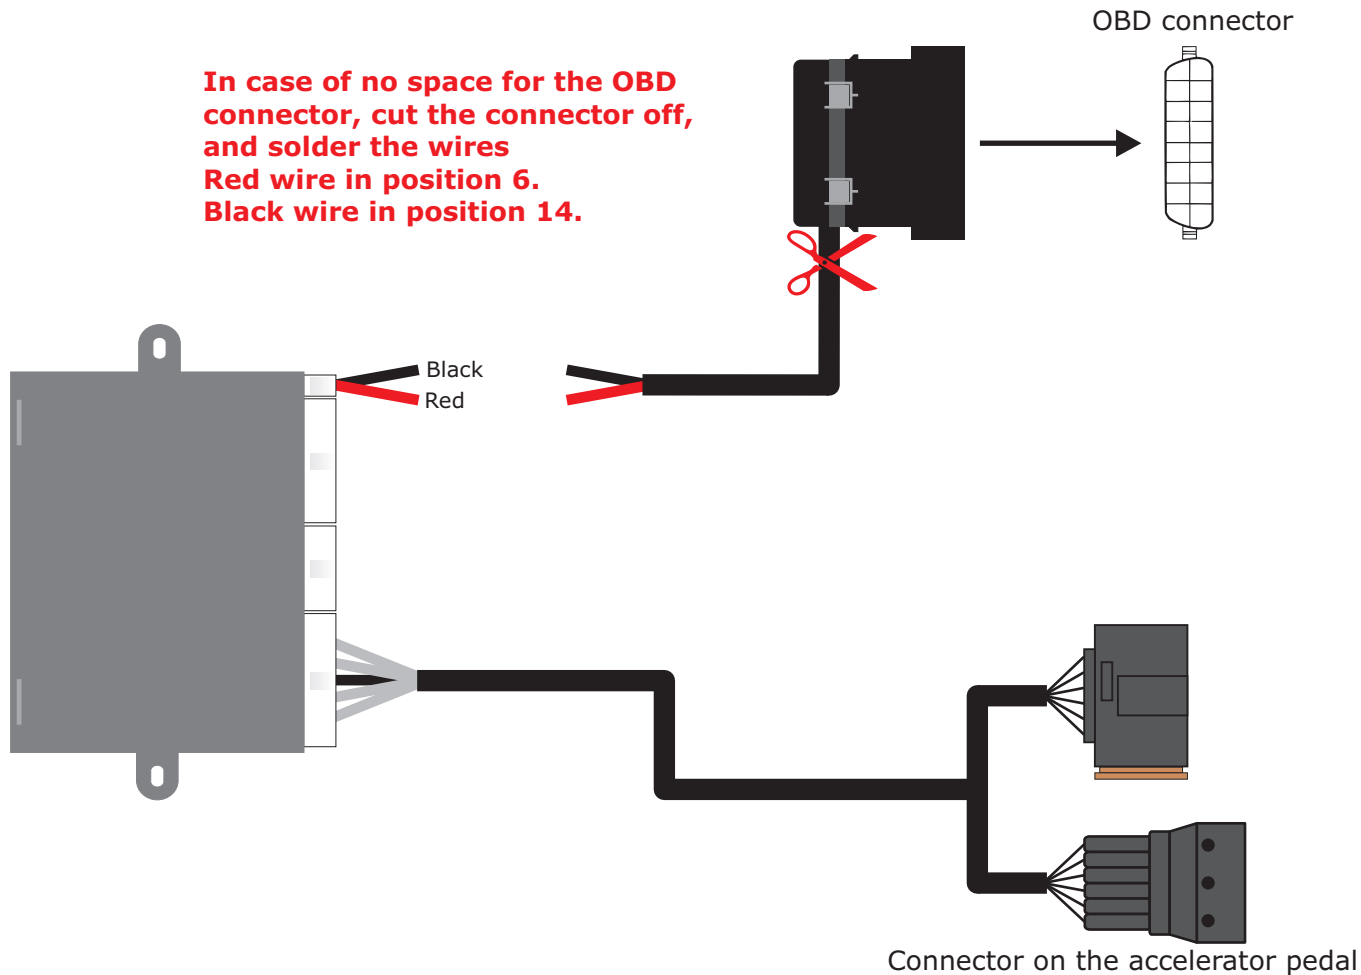 OBD connector
In case of no space for the OBD
connector, cut the connector off,
and solder the wires
Red wire in position 6.
Black wire in position 14.
Black
Red
Connector on the accelerator pedal